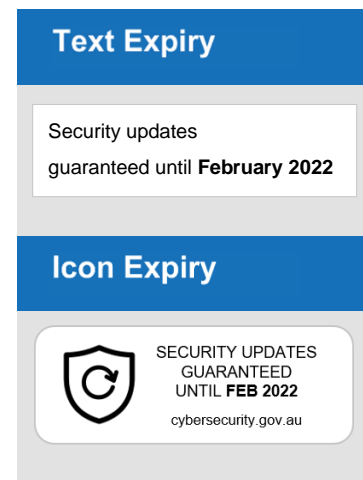 Text Expiry
Security updates
guaranteed until February 2022
Icon Expiry
SECURITY UPDATES
GUARANTEED
UNTIL FEB 2022
cybersecurity.gov.au